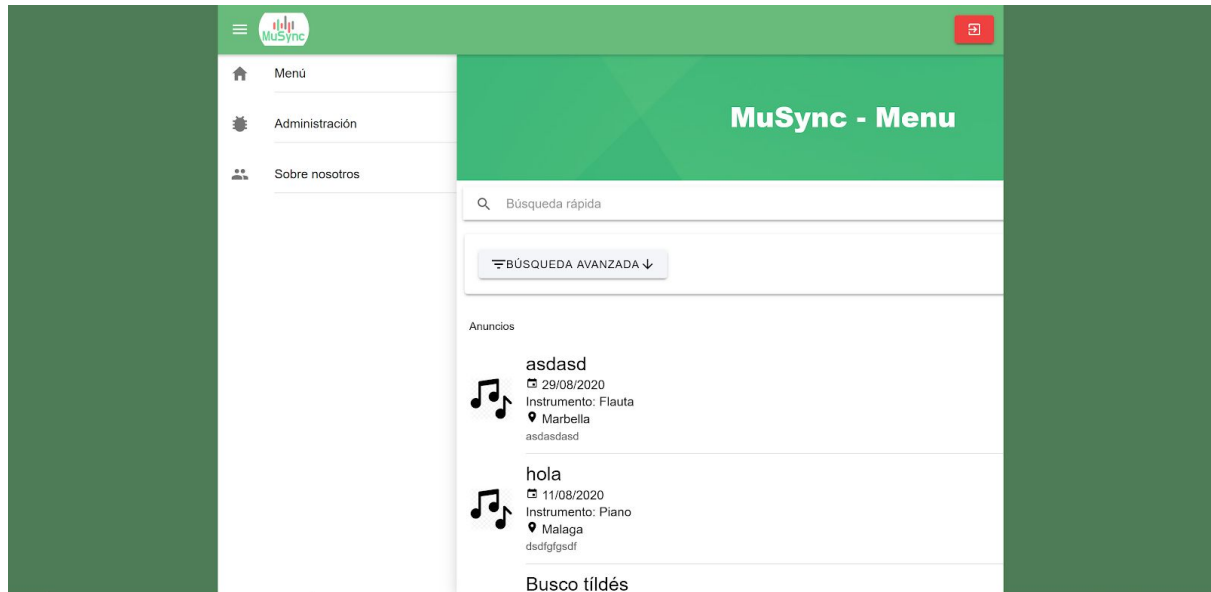 MuSync
Menú
Administración
Sobre nosotros
MuSync - Menu
Búsqueda rápida
BÚSQUEDA AVANZADA
Anuncios
asdasd
29/08/2020
Instrumento: Flauta
Marbella
asdasdasd
hola
11/08/2020
Instrumento: Piano
Malaga
dsdfgfgsdf
Busco tíldés